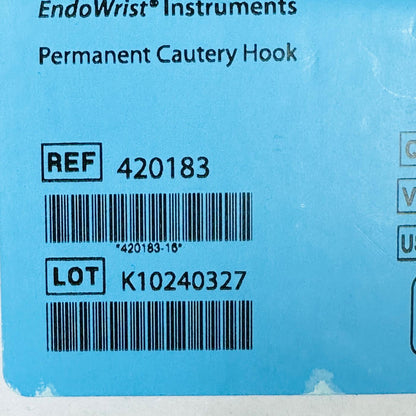 EndoWrist® Instruments
Permanent Cautery Hook
REF 420183
*420183-16*
LOT K10240327